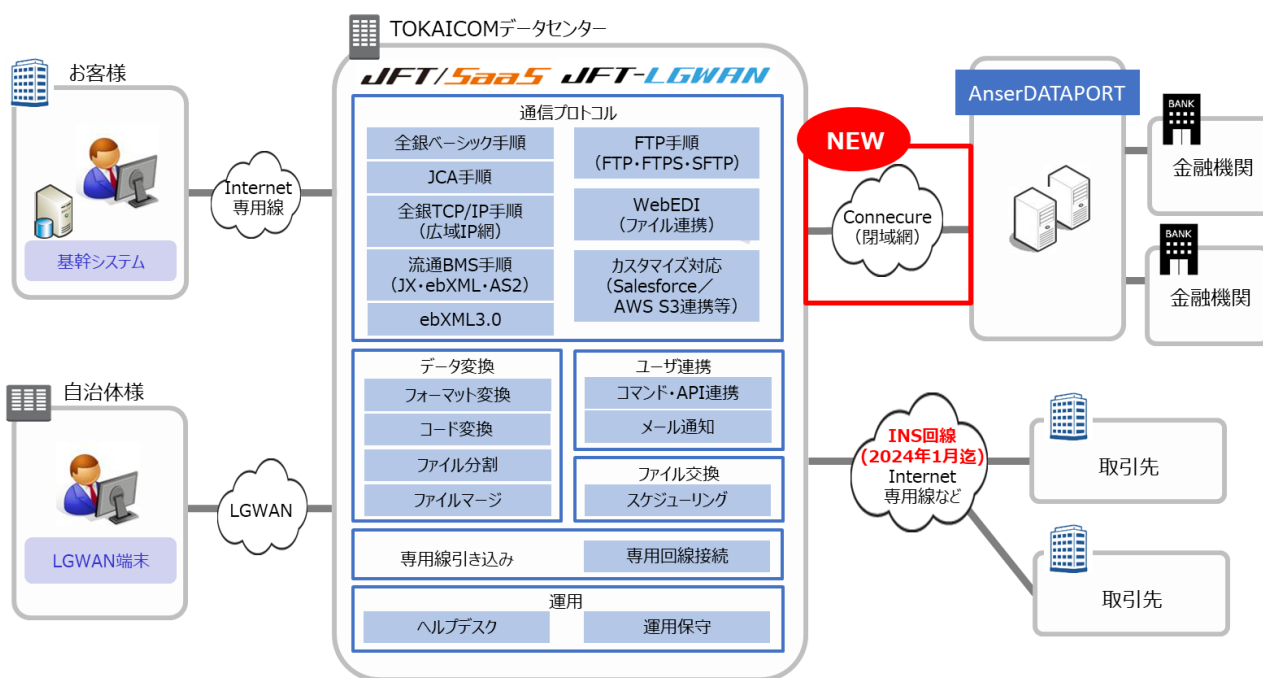 TOKAICOMデータセンター
JFT/SaaS JFT-LGWAN
お客様
基幹システム
Internet
専用線
自治体様
LGWAN端末
LGWAN
通信プロトコル
全銀ベーシック手順
JCA手順
全銀TCP/IP手順
(広域IP網)
流通BMS手順
(JX・ebXML・AS2)
ebXML3.0
FTP手順
(FTP・FTPS・SFTP)
WebEDI
(ファイル連携)
カスタマイズ対応
(Salesforce／
AWS S3連携等)
データ変換
フォーマット変換
コード変換
ファイル分割
ファイルマージ
ユーザ連携
コマンド・API連携
メール通知
ファイル交換
スケジューリング
専用線引き込み
専用回線接続
運用
ヘルプデスク
運用保守
NEW
Connecure
(閉域網)
AnserDATAPORT
BANK
金融機関
BANK
金融機関
INS回線
(2024年1月迄)
Internet
専用線など
取引先
取引先